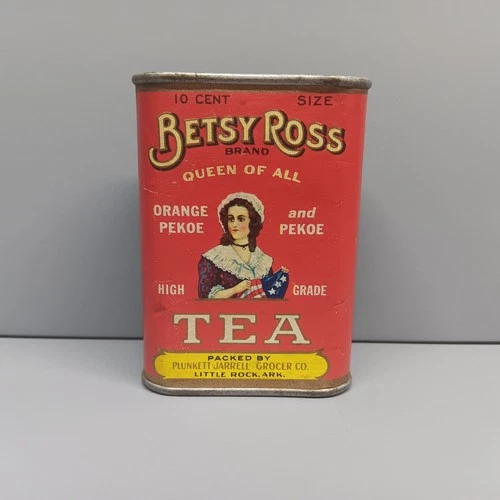 10 CENT SIZE
BETSY ROSS
BRAND
QUEEN OF ALL
ORANGE PEKOE and PEKOE
HIGH GRADE
TEA
PACKED BY
PLUNKETT-JARRELL GROCER CO.
LITTLE ROCK, ARK.